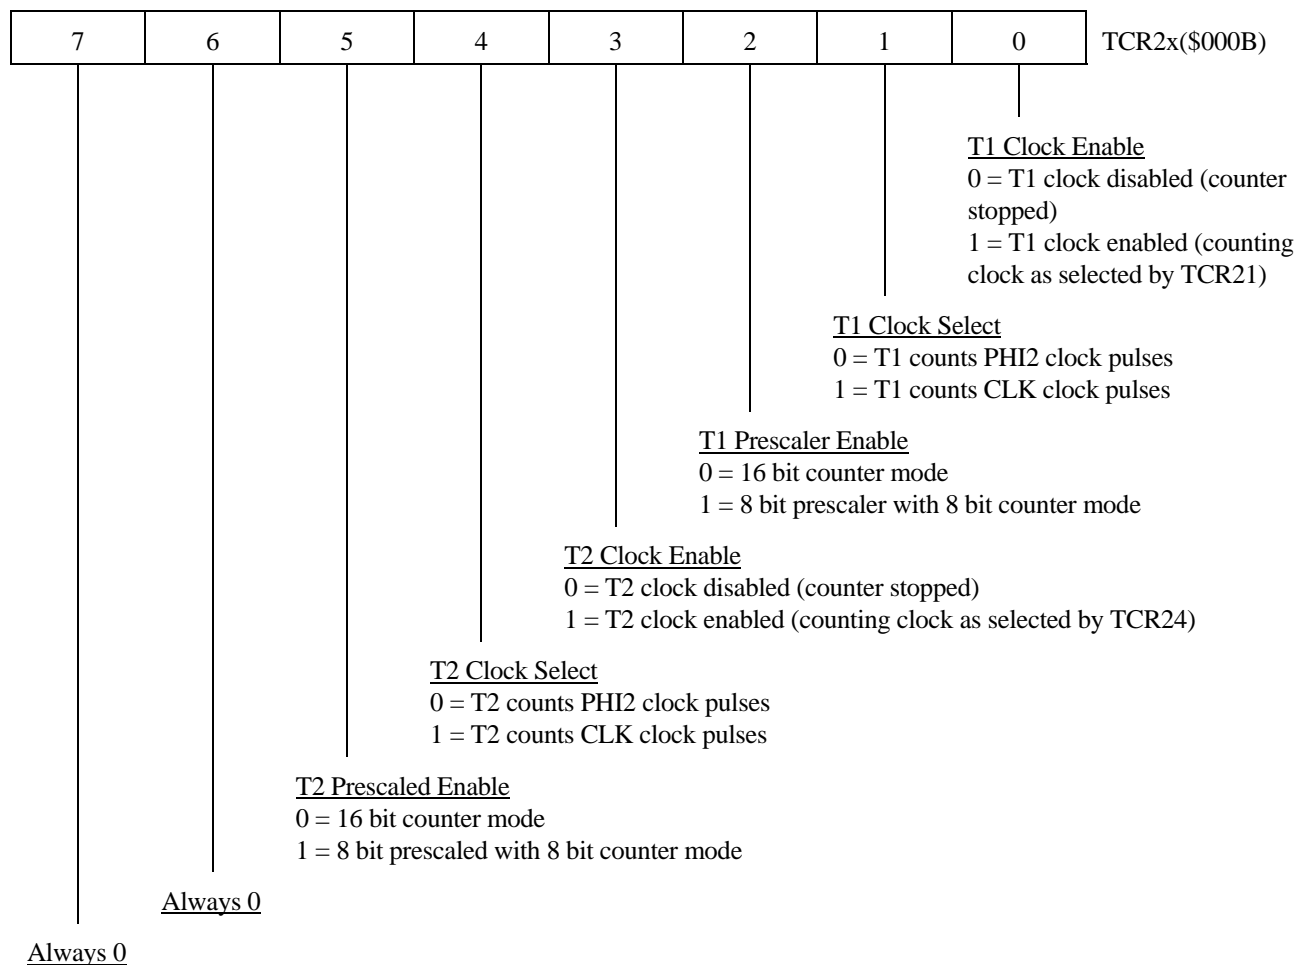 7 6 5 4 3 2 1 0 TCR2x($000B)
T1 Clock Enable
0 = T1 clock disabled (counter
stopped)
1 = T1 clock enabled (counting
clock as selected by TCR21)
T1 Clock Select
0 = T1 counts PHI2 clock pulses
1 = T1 counts CLK clock pulses
T1 Prescaler Enable
0 = 16 bit counter mode
1 = 8 bit prescaler with 8 bit counter mode
T2 Clock Enable
0 = T2 clock disabled (counter stopped)
1 = T2 clock enabled (counting clock as selected by TCR24)
T2 Clock Select
0 = T2 counts PHI2 clock pulses
1 = T2 counts CLK clock pulses
T2 Prescaled Enable
0 = 16 bit counter mode
1 = 8 bit prescaled with 8 bit counter mode
Always 0
Always 0